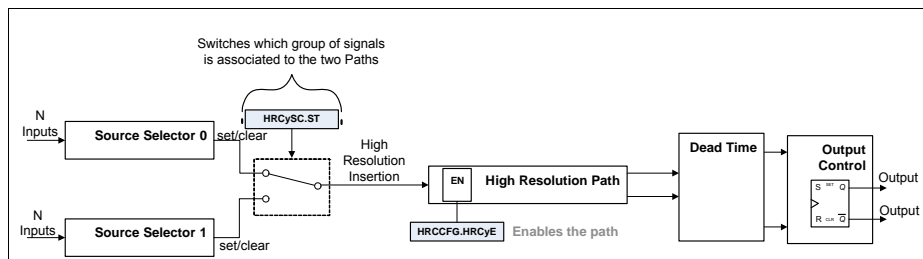 Switches which group of signals
is associated to the two Paths
HRCySC.ST
N
Inputs
Source Selector 0
set/clear
High
Resolution
Insertion
EN
High Resolution Path
HRCCFG.HRCyE
Enables the path
Dead Time
Output
Control
S SET Q
R CLR Q
Output
Output
N
Inputs
Source Selector 1
set/clear